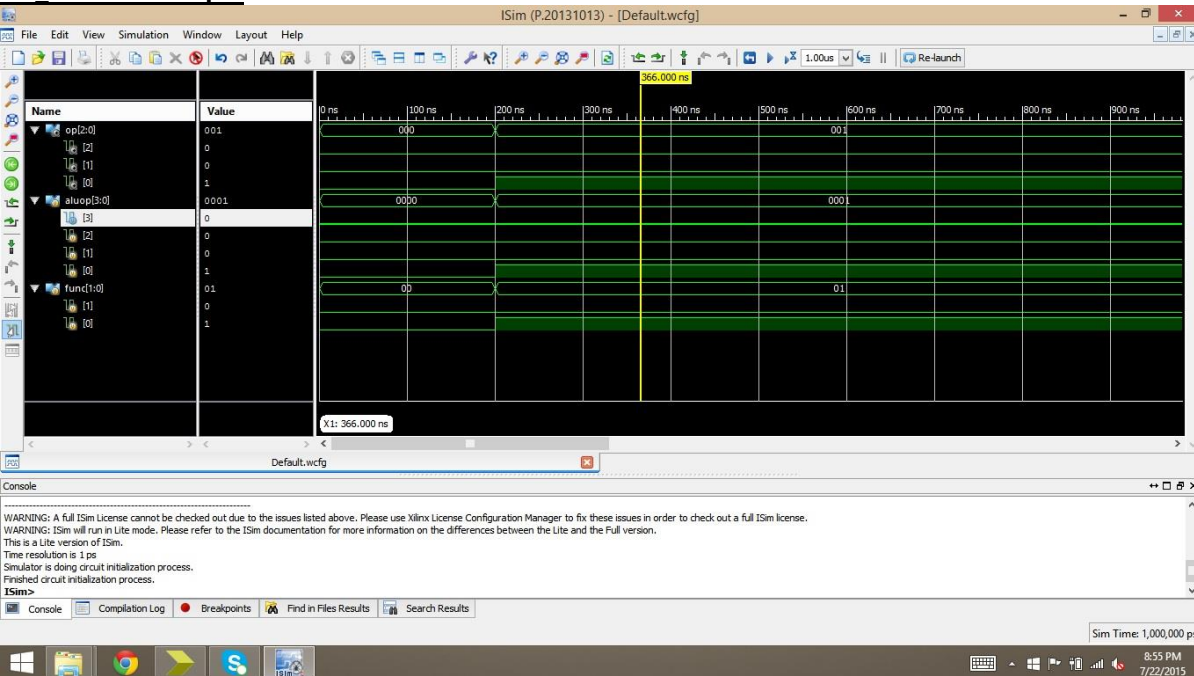 ISim (P.20131013) - [Default.wcfg]
File Edit View Simulation Window Layout Help
1.00us Re-launch
366.000 ns
Name Value
0 ns 100 ns 200 ns 300 ns 400 ns 500 ns 600 ns 700 ns 800 ns 900 ns
op[2:0] 001 000 001
[2] 0
[1] 0
[0] 1
aluop[3:0] 0001 0000 0001
[3] 0
[2] 0
[1] 0
[0] 1
func[1:0] 01 00 01
[1] 0
[0] 1
X1: 366.000 ns
Default.wcfg
Console
WARNING: A full ISim License cannot be checked out due to the issues listed above. Please use Xilinx License Configuration Manager to fix these issues in order to check out a full ISim license.
WARNING: ISim will run in Lite mode. Please refer to the ISim documentation for more information on the differences between the Lite and the Full version.
This is a Lite version of ISim.
Time resolution is 1 ps
Simulator is doing circuit initialization process.
Finished circuit initialization process.
ISim>
Console Compilation Log Breakpoints Find in Files Results Search Results
Sim Time: 1,000,000 p
8:55 PM
7/22/2015